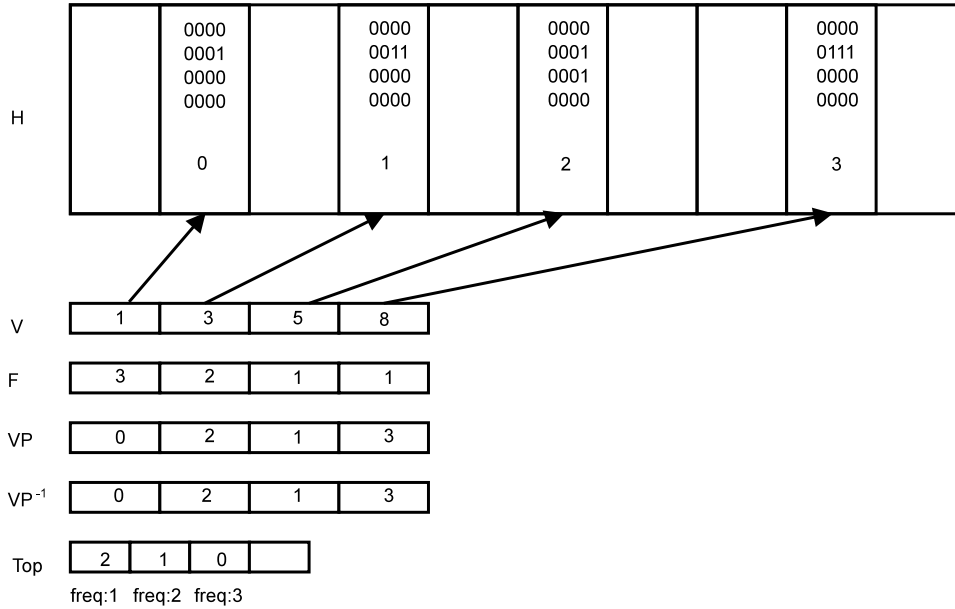 0000 0000 0000 0000
0001 0011 0001 0111
0000 0000 0001 0000
0000 0000 0000 0000
H
0 1 2 3
V 1 3 5 8
F 3 2 1 1
VP 0 2 1 3
VP⁻¹ 0 2 1 3
Top 2 1 0
freq:1 freq:2 freq:3